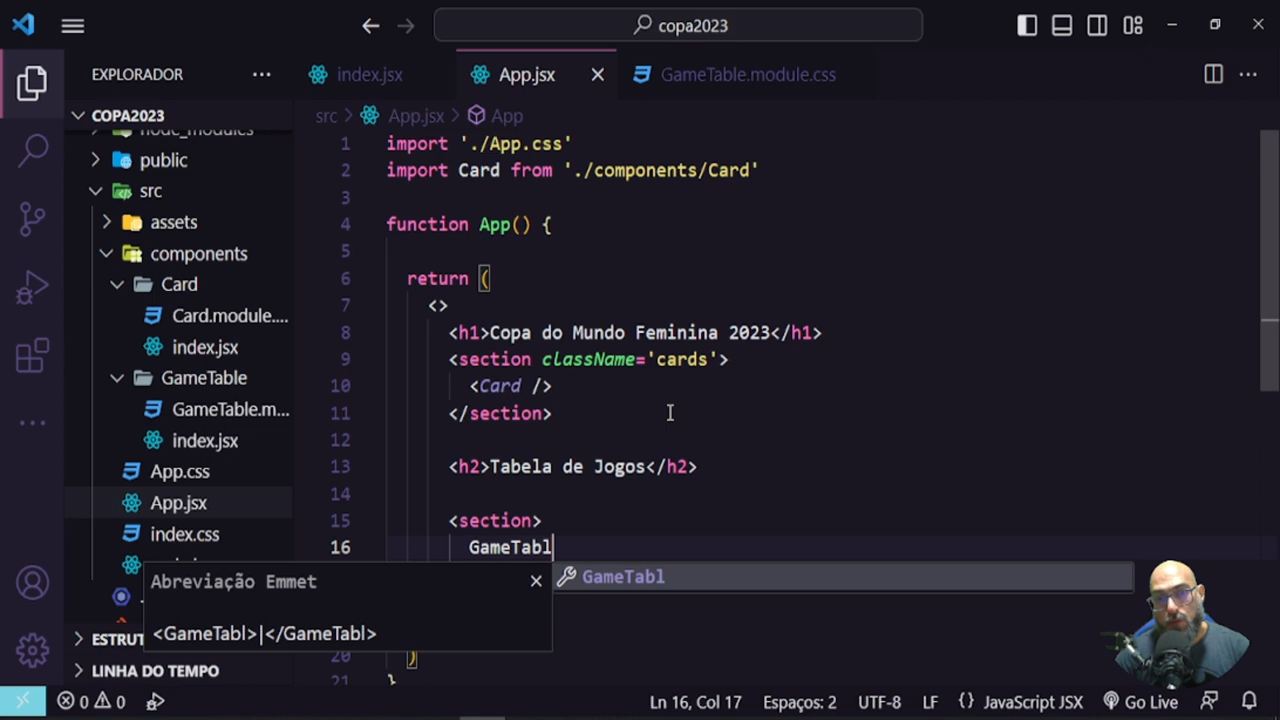 copa2023
EXPLORADOR
index.jsx
App.jsx
GameTable.module.css
COPA2023
src > App.jsx > App
node_modules
public
src
assets
components
Card
Card.module....
index.jsx
GameTable
GameTable.m...
index.jsx
App.css
App.jsx
index.css
ESTRUT
LINHA DO TEMPO
1 import './App.css'
2 import Card from './components/Card'
3
4 function App() {
5
6 return (
7 <>
8 <h1>Copa do Mundo Feminina 2023</h1>
9 <section className='cards'>
10 <Card />
11 </section>
12
13 <h2>Tabela de Jogos</h2>
14
15 <section>
16 GameTabl
GameTabl
Abreviação Emmet
<GameTabl>|</GameTabl>
20 )
21 }
0 0
Ln 16, Col 17
Espaços: 2
UTF-8
LF
{} JavaScript JSX
Go Live